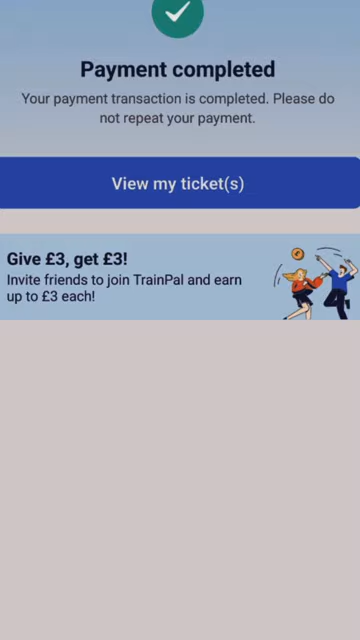 Payment completed
Your payment transaction is completed. Please do
not repeat your payment.
View my ticket(s)
Give £3, get £3!
Invite friends to join TrainPal and earn
up to £3 each!